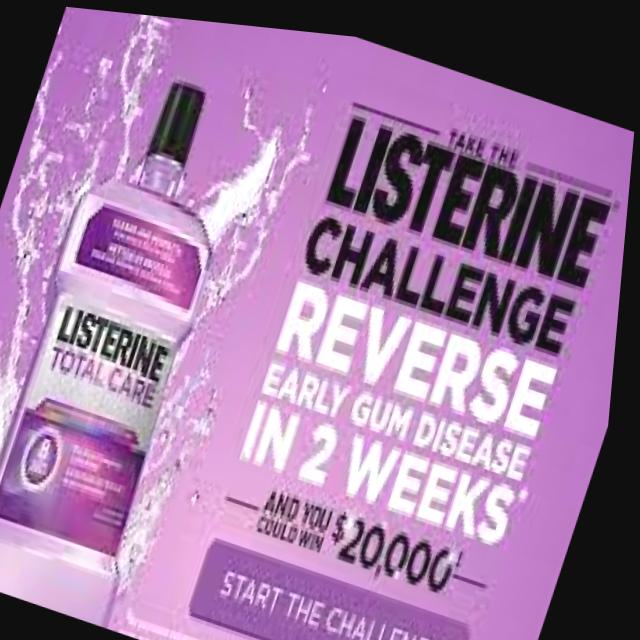 TAKE THE
LISTERINE
CHALLENGE
REVERSE
EARLY GUM DISEASE
IN 2 WEEKS*
AND YOU
COULD WIN
$20,000!
START THE
LISTERINE
TOTAL CARE